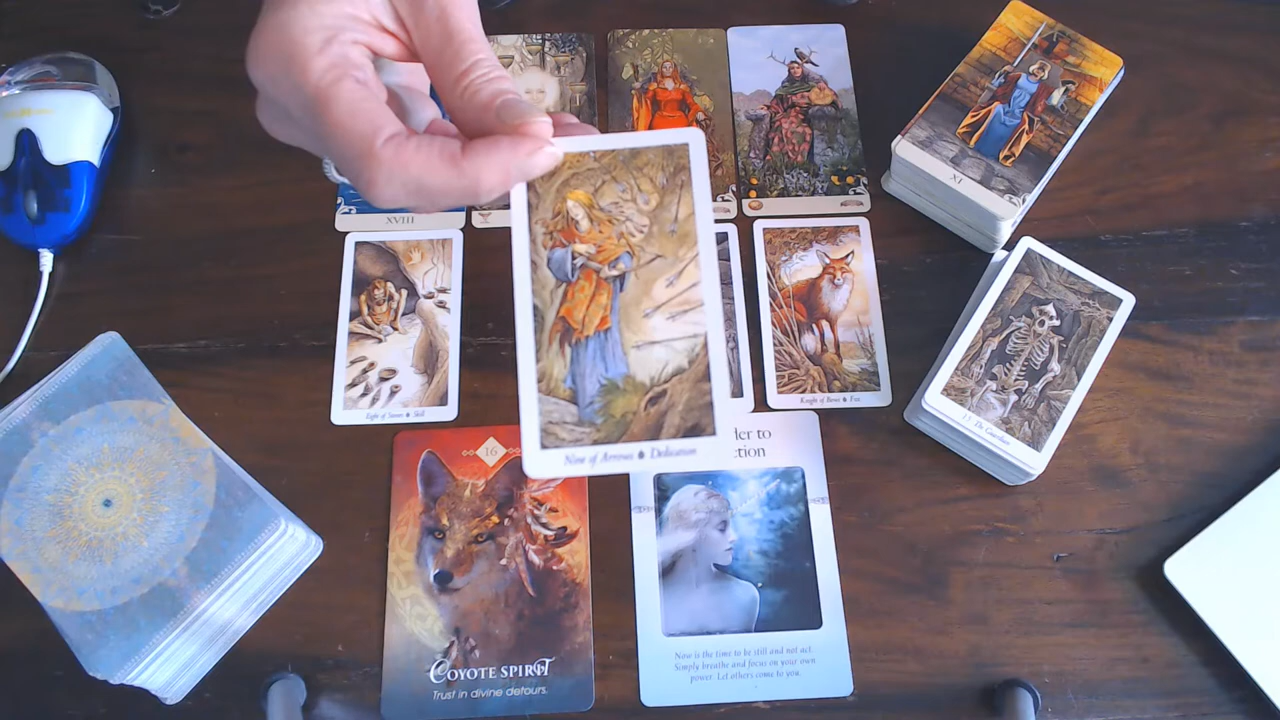 XVIII
XI
Eight of Stones Skill
Knight of Bows Fox
Nine of Arrows Dedication
13 The Guardian
16
der to
ction
COYOTE SPIRIT
Trust in divine detours.
Now is the time to be still and not act.
Simply breathe and focus on your own
power. Let others come to you.